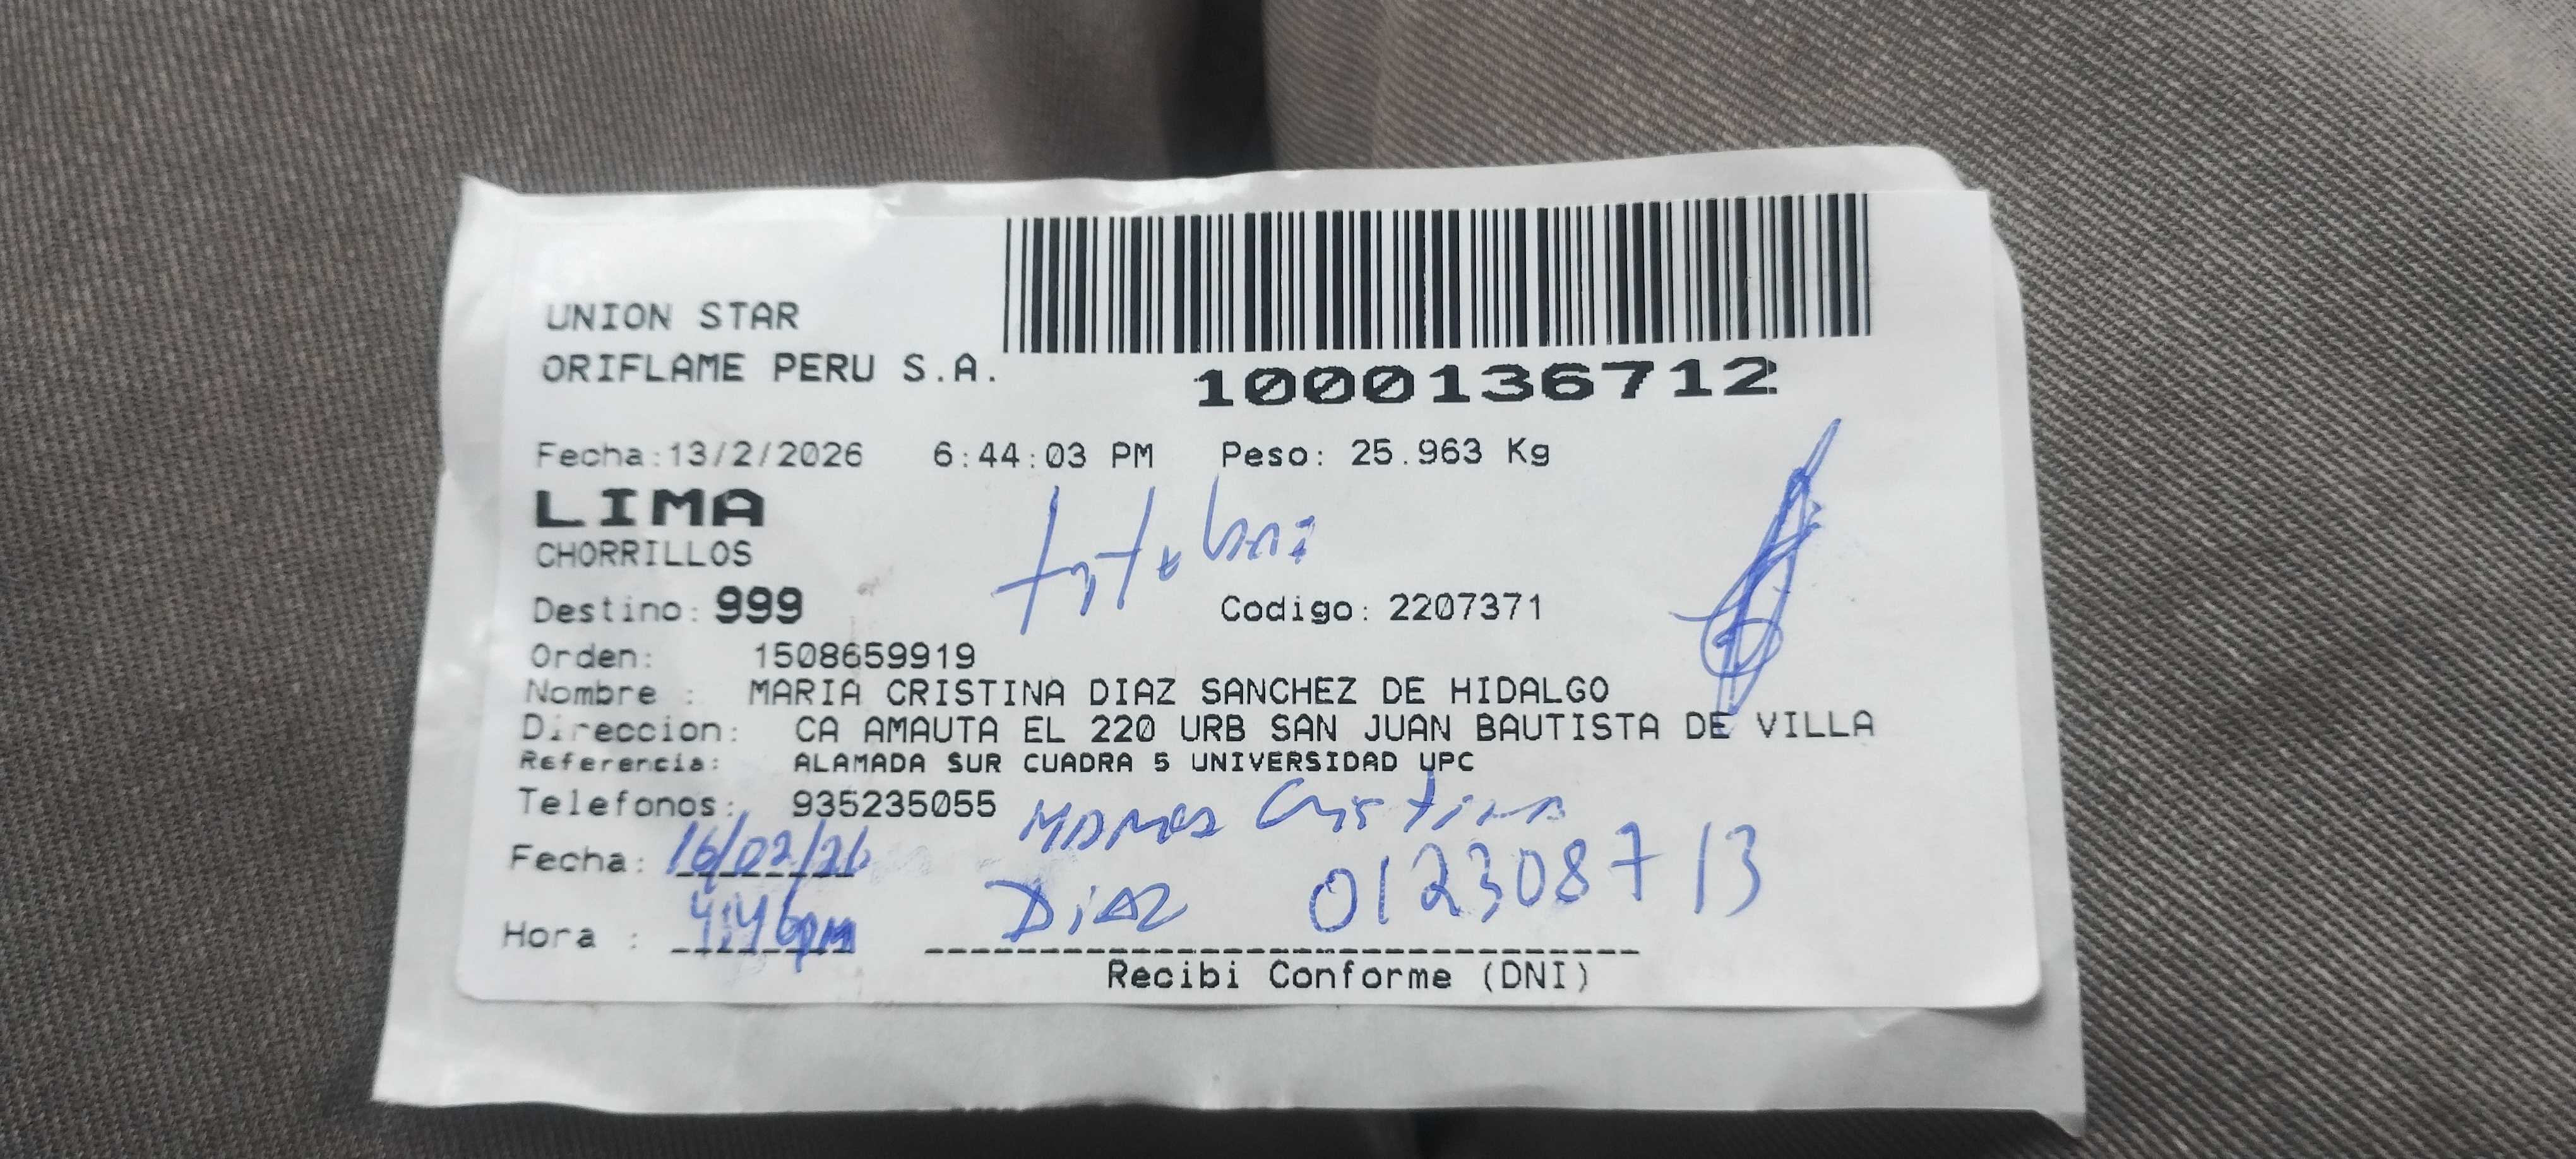 UNION STAR
ORIFLAME PERU S.A.
1000136712
Fecha:13/2/2026 6:44:03 PM Peso: 25.963 Kg
LIMA
CHORRILLOS
Destino: 999 Codigo: 2207371
Orden: 1508659919
Nombre : MARIA CRISTINA DIAZ SANCHEZ DE HIDALGO
Direccion: CA AMAUTA EL 220 URB SAN JUAN BAUTISTA DE VILLA
Referencia: ALAMADA SUR CUADRA 5 UNIVERSIDAD UPC
Telefonos: 935235055
Cristina
Fecha: 16/02/26
Diaz 012308713
Hora : 4:46pm
Recibi Conforme (DNI)